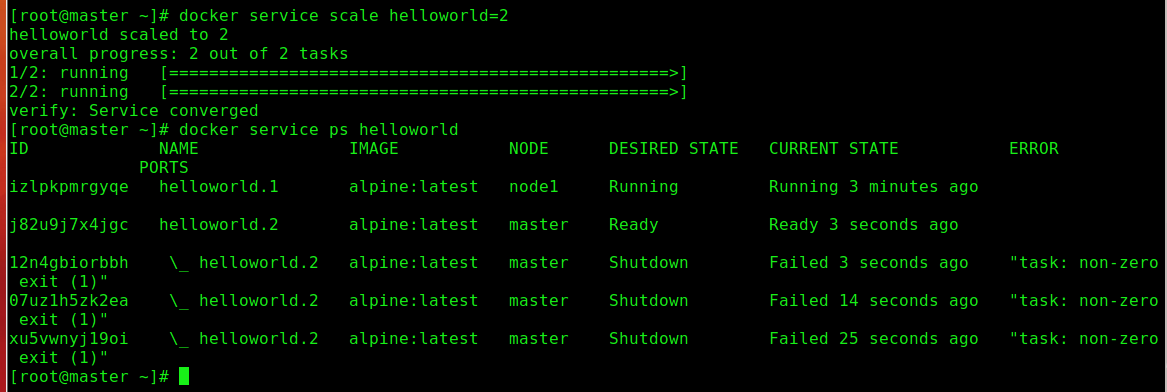 [root@master ~]# docker service scale helloworld=2
helloworld scaled to 2
overall progress: 2 out of 2 tasks
1/2: running   [==================================================>]
2/2: running   [==================================================>]
verify: Service converged
[root@master ~]# docker service ps helloworld
ID             NAME               IMAGE           NODE      DESIRED STATE   CURRENT STATE           ERROR
             PORTS
izlpkpmrgyqe   helloworld.1       alpine:latest   node1     Running         Running 3 minutes ago
j82u9j7x4jgc   helloworld.2       alpine:latest   master    Ready           Ready 3 seconds ago
12n4gbiorbbh    \_ helloworld.2   alpine:latest   master    Shutdown        Failed 3 seconds ago    "task: non-zero
 exit (1)"
07uz1h5zk2ea    \_ helloworld.2   alpine:latest   master    Shutdown        Failed 14 seconds ago   "task: non-zero
 exit (1)"
xu5vwnyj19oi    \_ helloworld.2   alpine:latest   master    Shutdown        Failed 25 seconds ago   "task: non-zero
 exit (1)"
[root@master ~]#